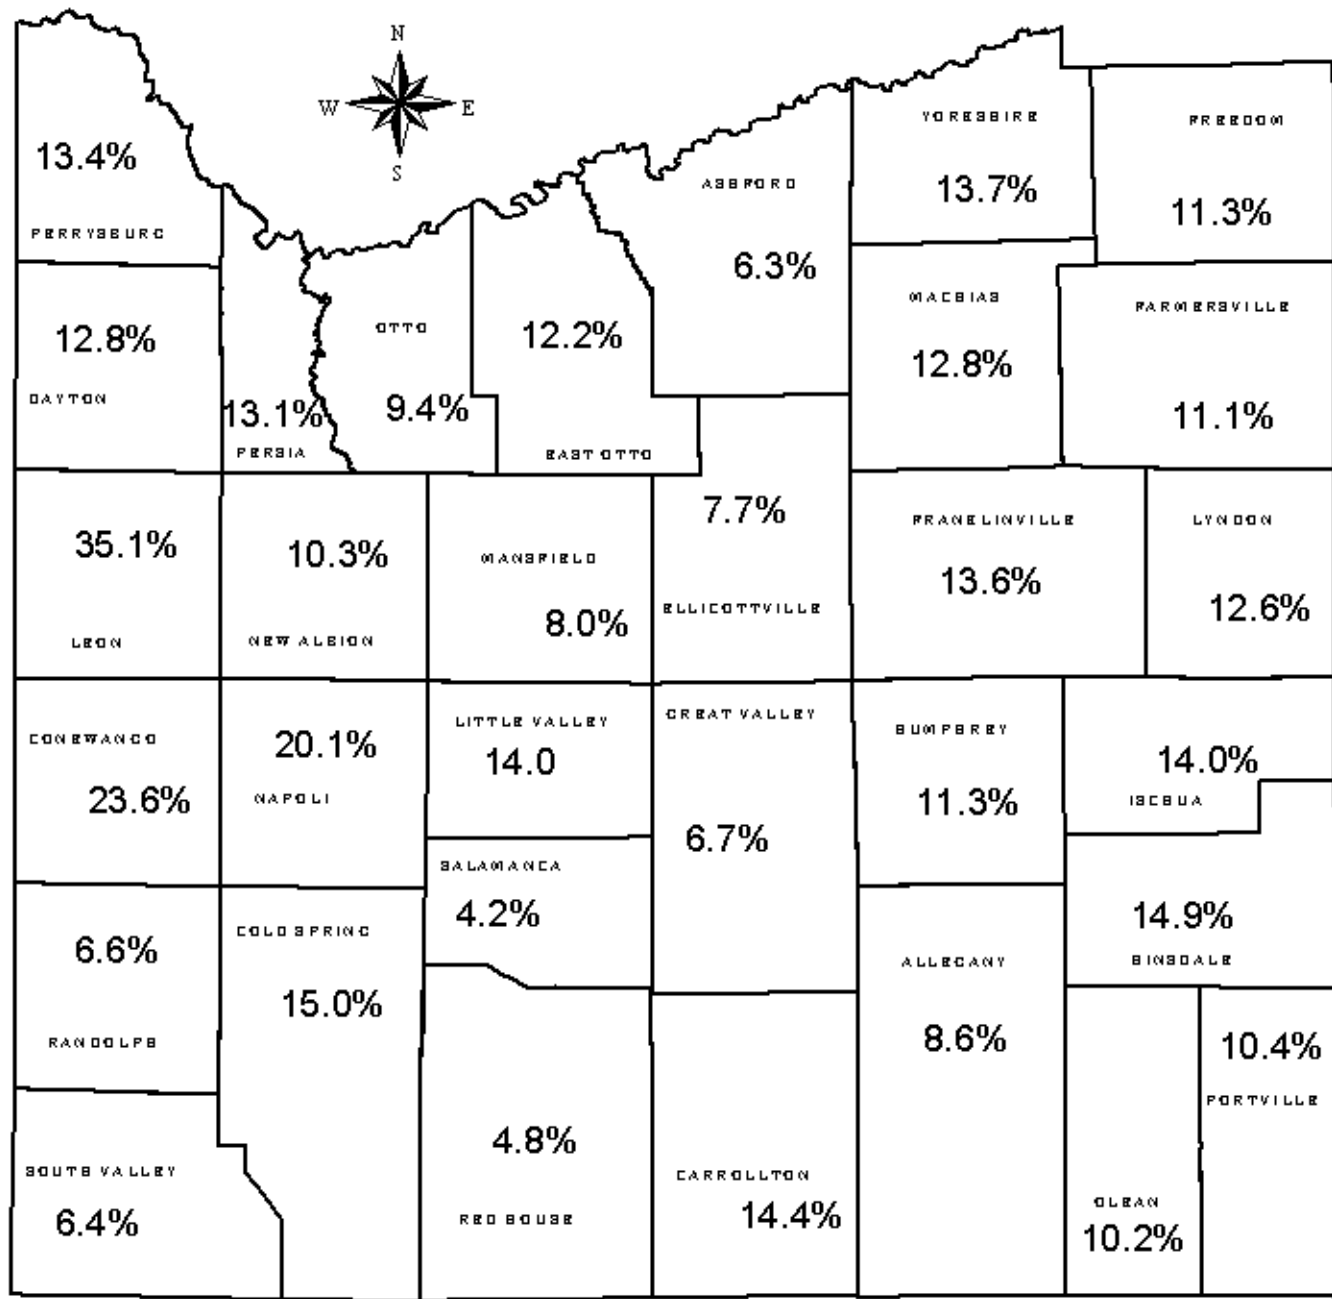 N
W E
S
YORKSHIRE
FREEDOM
13.4%
ASHFORD
13.7%
11.3%
PERRYSBURG
6.3%
MACHIAS
FARMERSVILLE
12.8%
OTTO
12.2%
12.8%
DAYTON
13.1%
9.4%
11.1%
PERSIA
EAST OTTO
35.1%
10.3%
MANSFIELD
7.7%
FRANKLINVILLE
LYNDON
13.6%
8.0%
ELLICOTTVILLE
12.6%
LEON
NEW ALBION
CONEWANGO
20.1%
LITTLE VALLEY
GREAT VALLEY
HUMPHREY
14.0
14.0%
23.6%
NAPOLI
11.3%
ISCHUA
6.7%
SALAMANCA
4.2%
6.6%
COLD SPRING
14.9%
ALLEGANY
HINSDALE
15.0%
RANDOLPH
8.6%
10.4%
PORTVILLE
4.8%
SOUTH VALLEY
CARROLLTON
6.4%
RED HOUSE
14.4%
OLEAN
10.2%